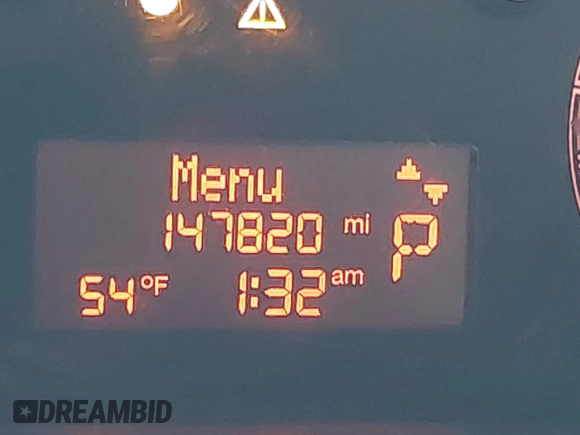 Menu
147820 mi
P
54°F 1:32 am
DREAMBID